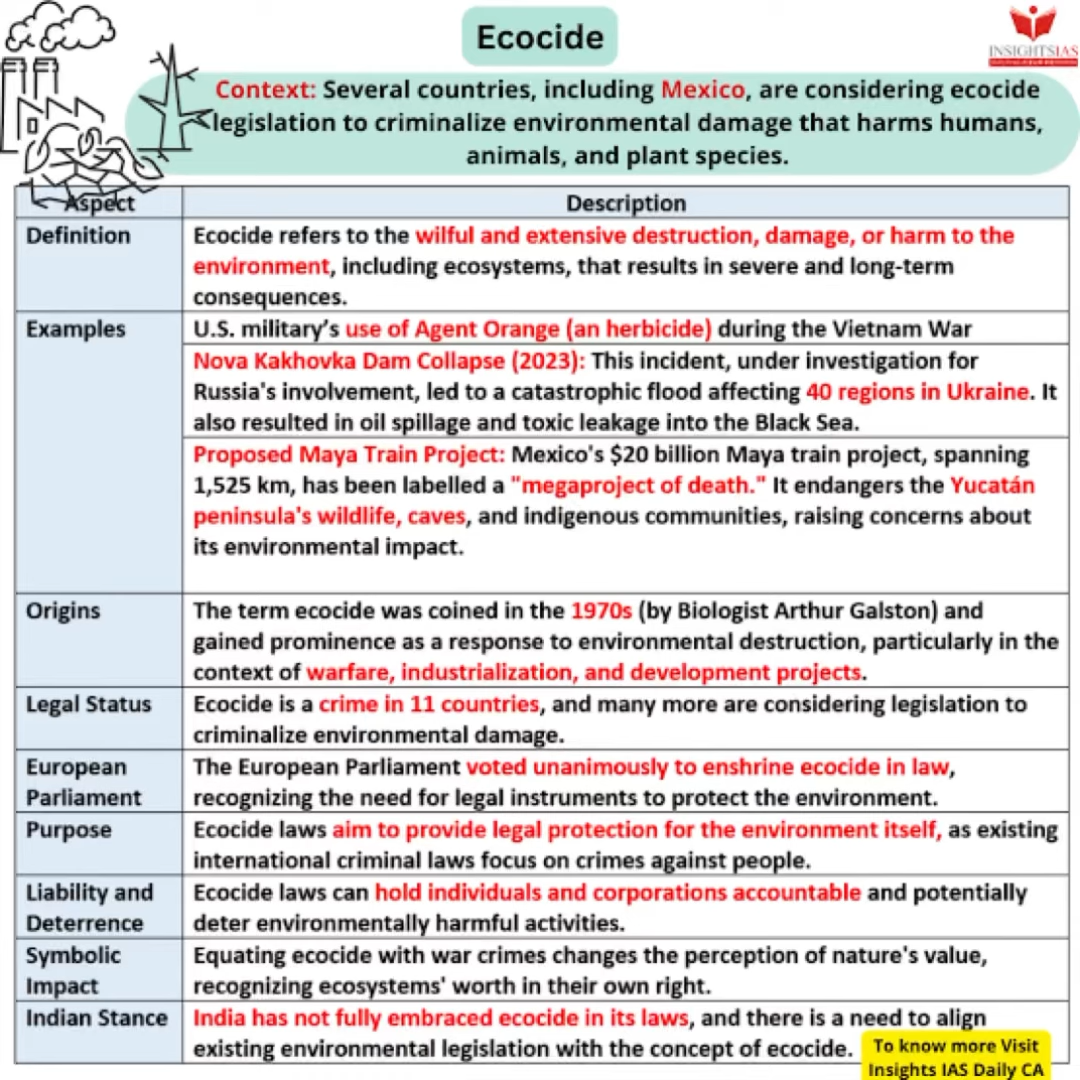 Ecocide
INSIGHTSIAS
Context: Several countries, including Mexico, are considering ecocide
legislation to criminalize environmental damage that harms humans,
animals, and plant species.
Aspect
Description
Definition
Ecocide refers to the wilful and extensive destruction, damage, or harm to the
environment, including ecosystems, that results in severe and long-term
consequences.
Examples
U.S. military's use of Agent Orange (an herbicide) during the Vietnam War
Nova Kakhovka Dam Collapse (2023): This incident, under investigation for
Russia's involvement, led to a catastrophic flood affecting 40 regions in Ukraine. It
also resulted in oil spillage and toxic leakage into the Black Sea.
Proposed Maya Train Project: Mexico's $20 billion Maya train project, spanning
1,525 km, has been labelled a "megaproject of death." It endangers the Yucatán
peninsula's wildlife, caves, and indigenous communities, raising concerns about
its environmental impact.
Origins
The term ecocide was coined in the 1970s (by Biologist Arthur Galston) and
gained prominence as a response to environmental destruction, particularly in the
context of warfare, industrialization, and development projects.
Legal Status
Ecocide is a crime in 11 countries, and many more are considering legislation to
criminalize environmental damage.
European
Parliament
The European Parliament voted unanimously to enshrine ecocide in law,
recognizing the need for legal instruments to protect the environment.
Purpose
Ecocide laws aim to provide legal protection for the environment itself, as existing
international criminal laws focus on crimes against people.
Liability and
Deterrence
Ecocide laws can hold individuals and corporations accountable and potentially
deter environmentally harmful activities.
Symbolic
Impact
Equating ecocide with war crimes changes the perception of nature's value,
recognizing ecosystems' worth in their own right.
Indian Stance
India has not fully embraced ecocide in its laws, and there is a need to align
existing environmental legislation with the concept of ecocide.
To know more Visit
Insights IAS Daily CA